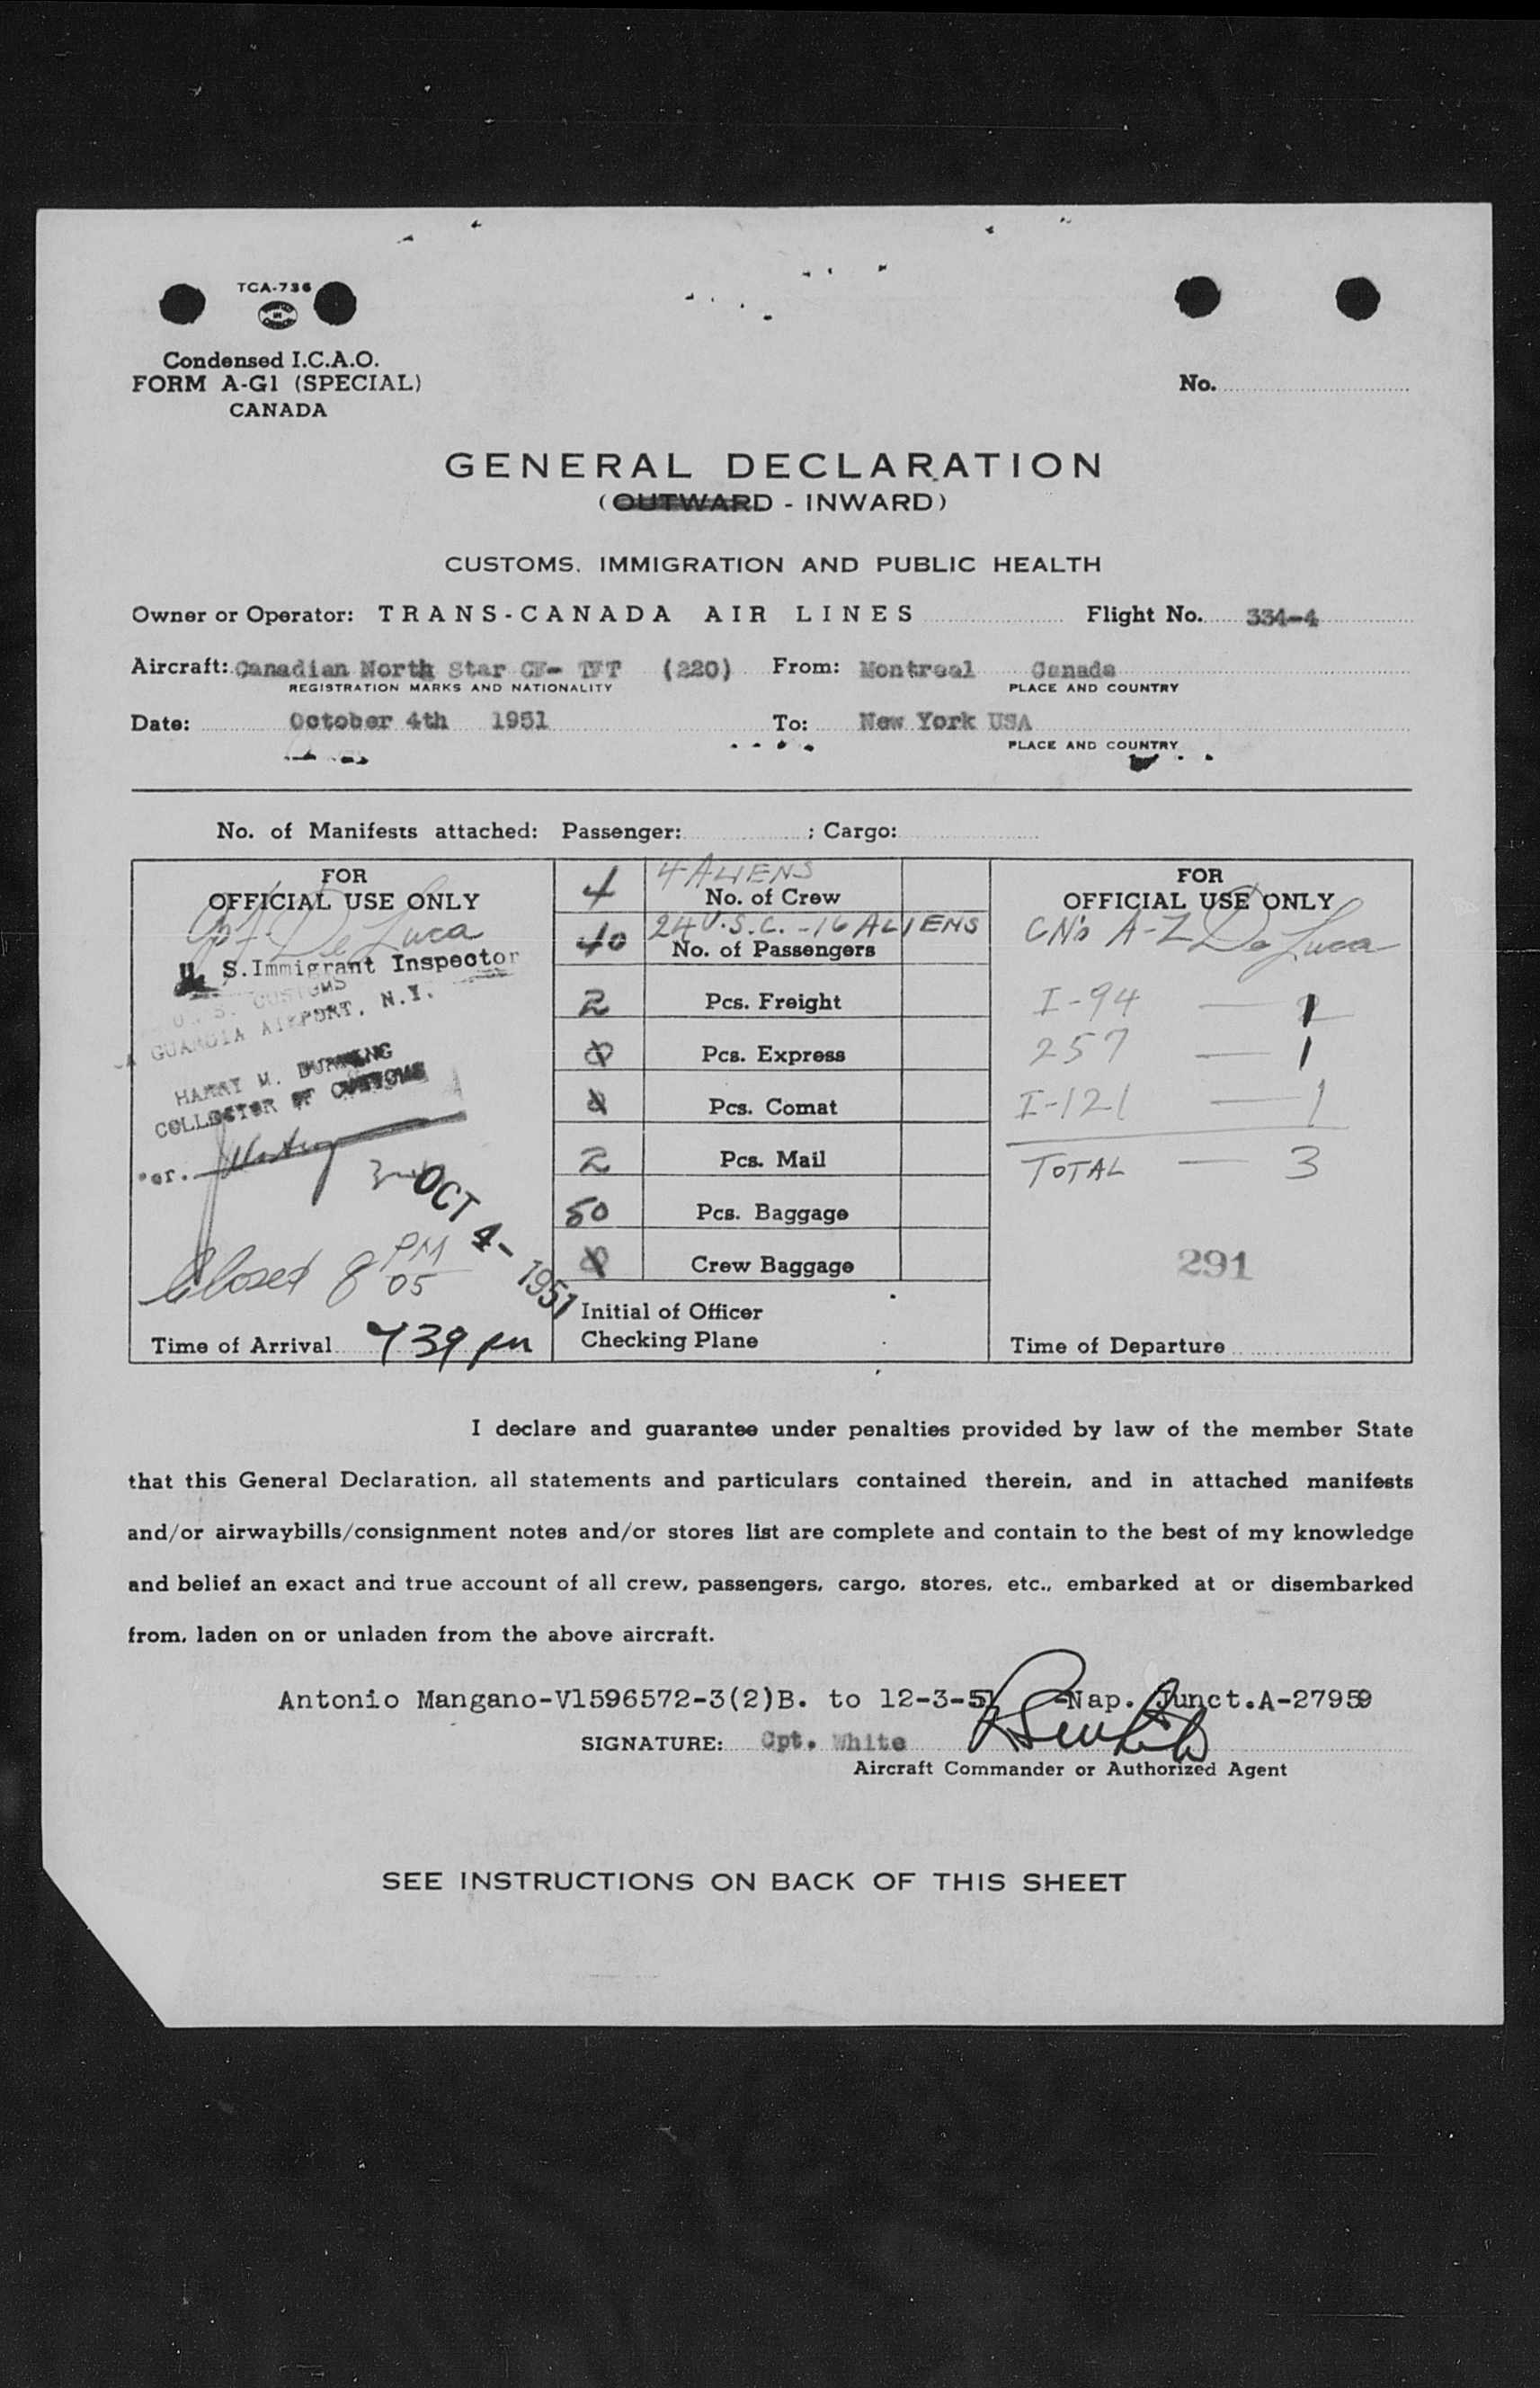 TCA-736
Condensed I.C.A.O.
FORM A-G1 (SPECIAL)
CANADA
No.
GENERAL DECLARATION
(OUTWARD - INWARD)
CUSTOMS, IMMIGRATION AND PUBLIC HEALTH
Owner or Operator: TRANS-CANADA AIR LINES Flight No. 334-4
Aircraft: Canadian North Star CF- TFT (220) From: Montreal Canada
REGISTRATION MARKS AND NATIONALITY PLACE AND COUNTRY
Date: October 4th 1951 To: New York USA
PLACE AND COUNTRY
No. of Manifests attached: Passenger: ; Cargo:
FOR
OFFICIAL USE ONLY
De Luca
U. S. Immigrant Inspector
U. S. CUSTOMS
LA GUARDIA AIRPORT, N.Y.
HARRY M. DURNING
COLLECTOR OF CUSTOMS
Per.
OCT 4- 1951
Closed 8 05 PM
Time of Arrival 7 39 pm
4 4 ALIENS
No. of Crew
40 24 U.S.C. - 16 ALIENS
No. of Passengers
2 Pcs. Freight
Pcs. Express
Pcs. Comat
2 Pcs. Mail
50 Pcs. Baggage
Crew Baggage
Initial of Officer
Checking Plane
FOR
OFFICIAL USE ONLY
CN's A-Z De Luca
I-94 — 1
257 — 1
I-121 — 1
TOTAL — 3
291
Time of Departure
I declare and guarantee under penalties provided by law of the member State
that this General Declaration, all statements and particulars contained therein, and in attached manifests
and/or airwaybills/consignment notes and/or stores list are complete and contain to the best of my knowledge
and belief an exact and true account of all crew, passengers, cargo, stores, etc., embarked at or disembarked
from, laden on or unladen from the above aircraft.
Antonio Mangano-V1596572-3(2)B. to 12-3-51 -Nap. Junct.A-27959
SIGNATURE: Cpt. White
Aircraft Commander or Authorized Agent
SEE INSTRUCTIONS ON BACK OF THIS SHEET